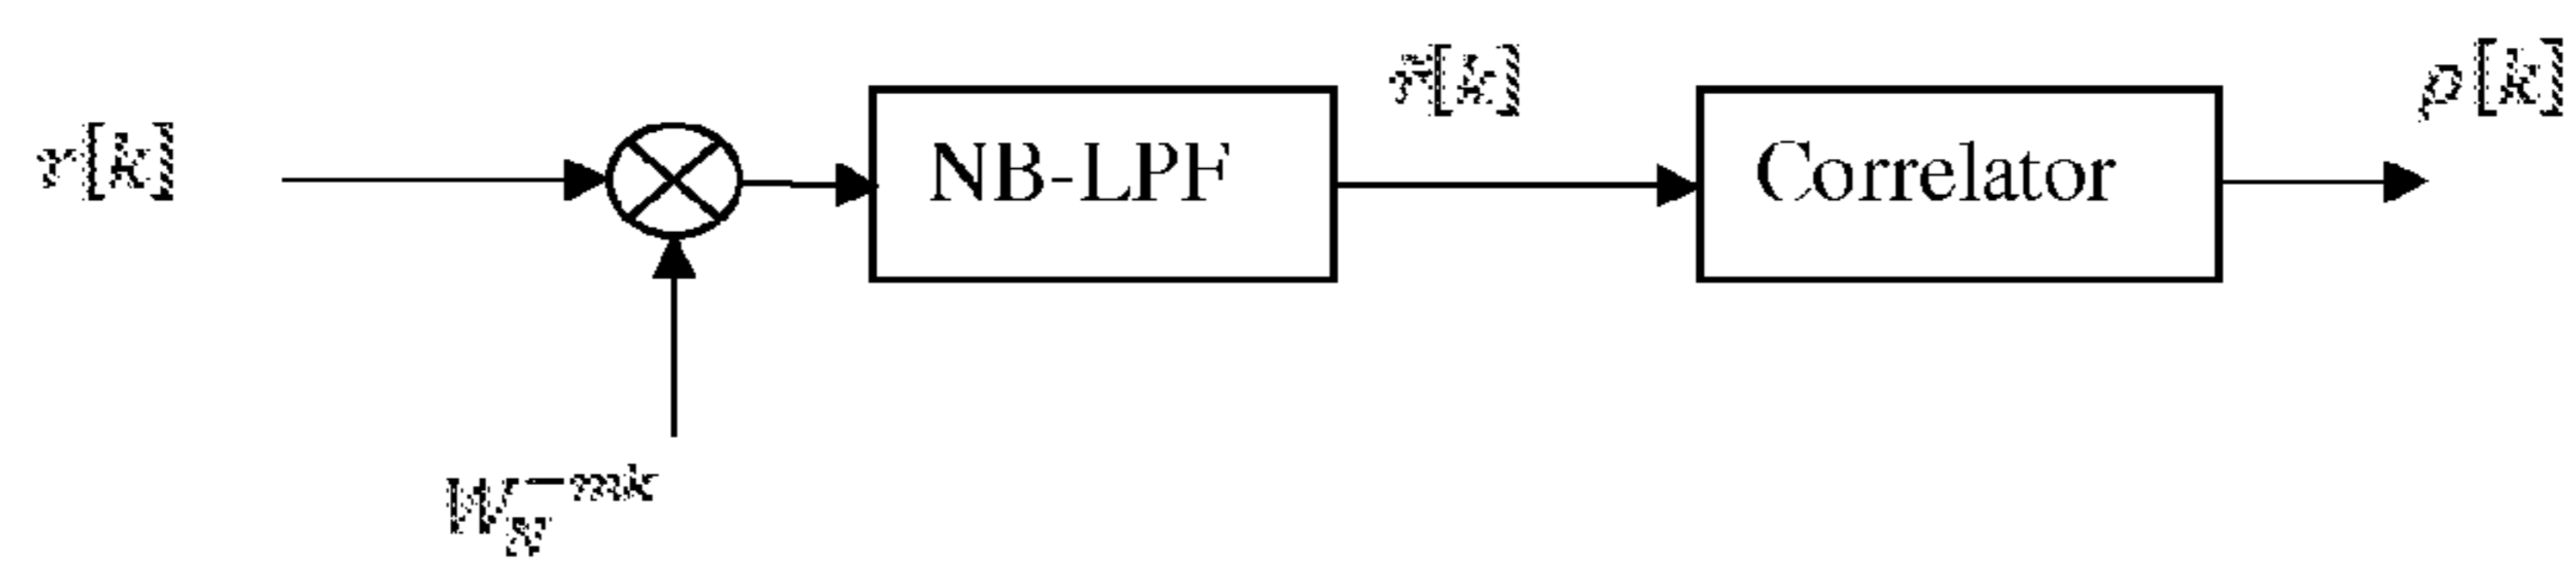 r[k]
NB-LPF
r̃[k]
Correlator
ρ[k]
W_N^{-mk}